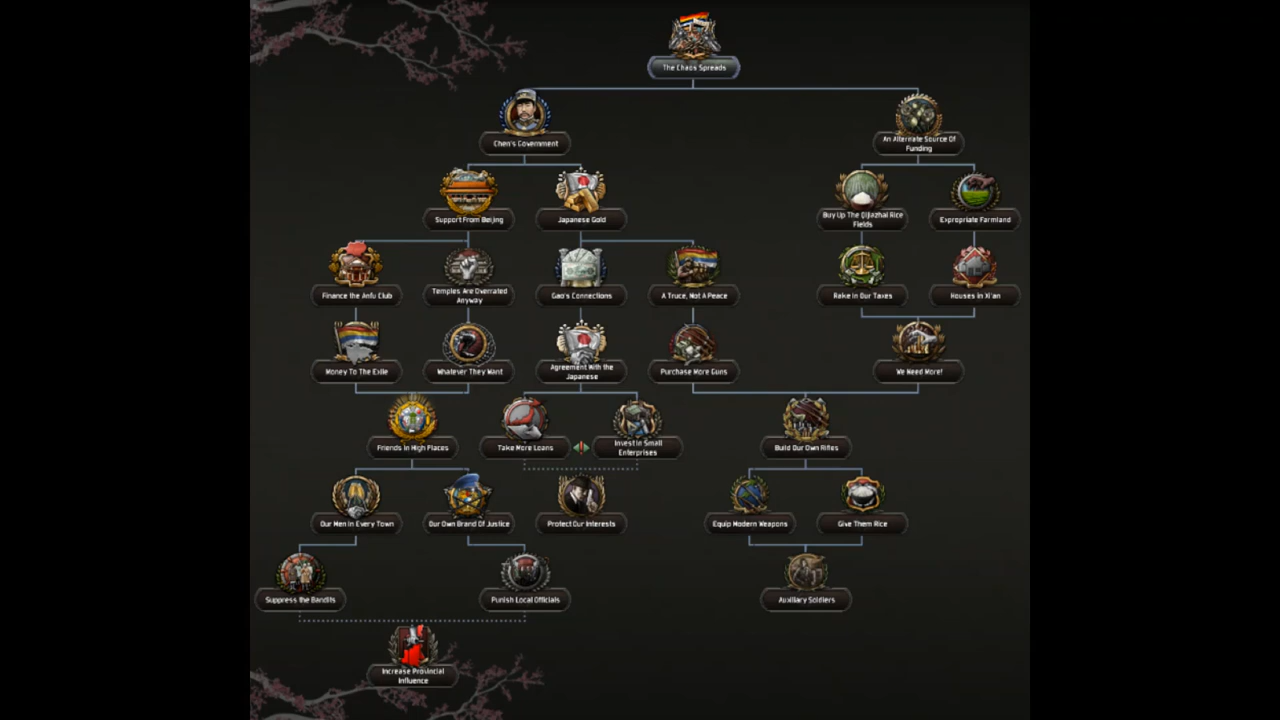 The Chaos Spreads
Chen's Government
An Alternate Source Of
Funding
Support From Beijing
Japanese Gold
Buy Up The Dijiazhai Rice
Fields
Expropriate Farmland
Finance the Anfu Club
Temples Are Overrated
Anyway
Gao's Connections
A Truce, Not A Peace
Rake In Our Taxes
Houses in Xi'an
Money To The Exile
Whatever They Want
Agreement With the
Japanese
Purchase More Guns
We Need More!
Friends In High Places
Take More Loans
Invest In Small
Enterprises
Build Our Own Rifles
Our Men In Every Town
Our Own Brand Of Justice
Protect Our Interests
Equip Modern Weapons
Give Them Rice
Suppress the Bandits
Punish Local Officials
Auxiliary Soldiers
Increase Provincial
Influence